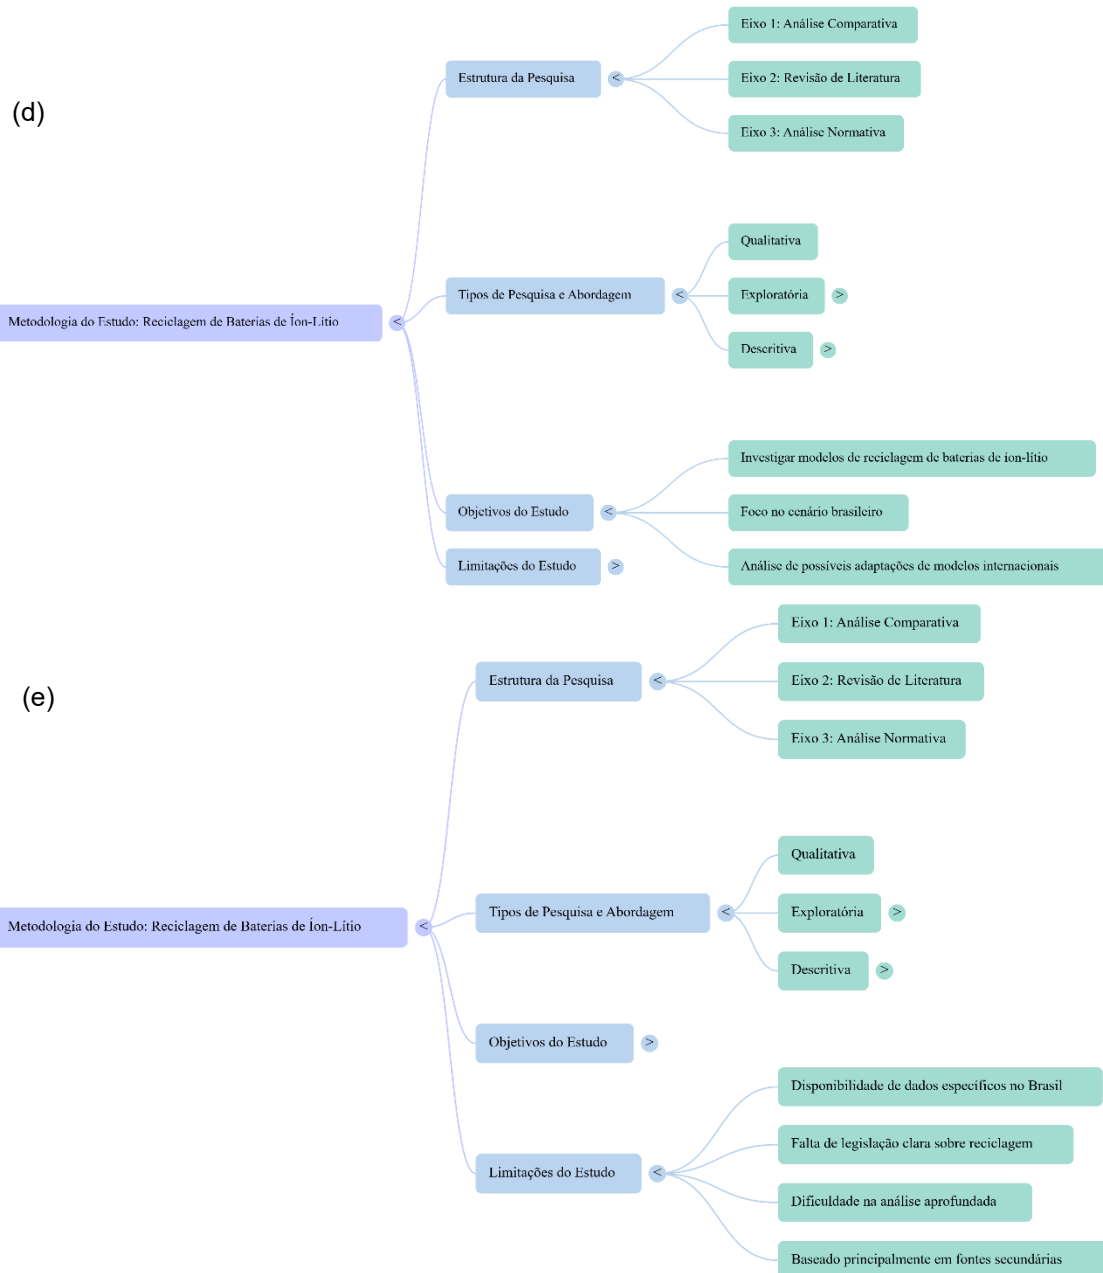 Eixo 1: Análise Comparativa
Estrutura da Pesquisa <
Eixo 2: Revisão de Literatura
(d)
Eixo 3: Análise Normativa
Qualitativa
Tipos de Pesquisa e Abordagem <
Exploratória >
Metodologia do Estudo: Reciclagem de Baterias de Íon-Lítio <
Descritiva >
Investigar modelos de reciclagem de baterias de íon-lítio
Objetivos do Estudo <
Foco no cenário brasileiro
Limitações do Estudo >
Análise de possíveis adaptações de modelos internacionais
Eixo 1: Análise Comparativa
Estrutura da Pesquisa <
Eixo 2: Revisão de Literatura
(e)
Eixo 3: Análise Normativa
Qualitativa
Tipos de Pesquisa e Abordagem <
Exploratória >
Metodologia do Estudo: Reciclagem de Baterias de Íon-Lítio <
Descritiva >
Objetivos do Estudo >
Disponibilidade de dados específicos no Brasil
Falta de legislação clara sobre reciclagem
Limitações do Estudo <
Dificuldade na análise aprofundada
Baseado principalmente em fontes secundárias